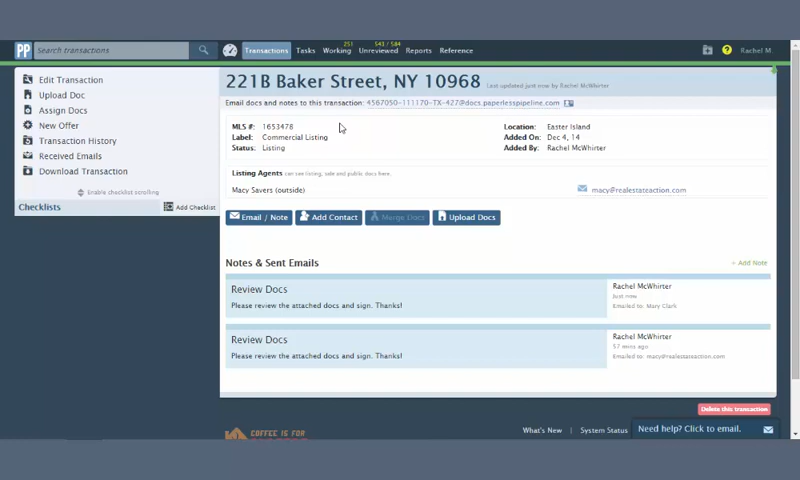 PP Search transactions Transactions Tasks Working 251 Unreviewed 543 / 584 Reports Reference ? Rachel M.
Edit Transaction
Upload Doc
Assign Docs
New Offer
Transaction History
Received Emails
Download Transaction
Enable checklist scrolling
Checklists Add Checklist
221B Baker Street, NY 10968 Last updated just now by Rachel McWhirter
Email docs and notes to this transaction: 4567050-111170-TX-427@docs.paperlesspipeline.com
MLS #: 1653478 Location: Easter Island
Label: Commercial Listing Added On: Dec 4, 14
Status: Listing Added By: Rachel McWhirter
Listing Agents can see listing, sale and public docs here.
Macy Savers (outside) macy@realestateaction.com
Email / Note Add Contact Merge Docs Upload Docs
Notes & Sent Emails + Add Note
Review Docs Rachel McWhirter
Just now
Please review the attached docs and sign. Thanks! Emailed to: Mary Clark
Review Docs Rachel McWhirter
57 mins ago
Please review the attached docs and sign. Thanks! Emailed to: macy@realestateaction.com
Delete this transaction
COFFEE IS FOR What's New | System Status Need help? Click to email.